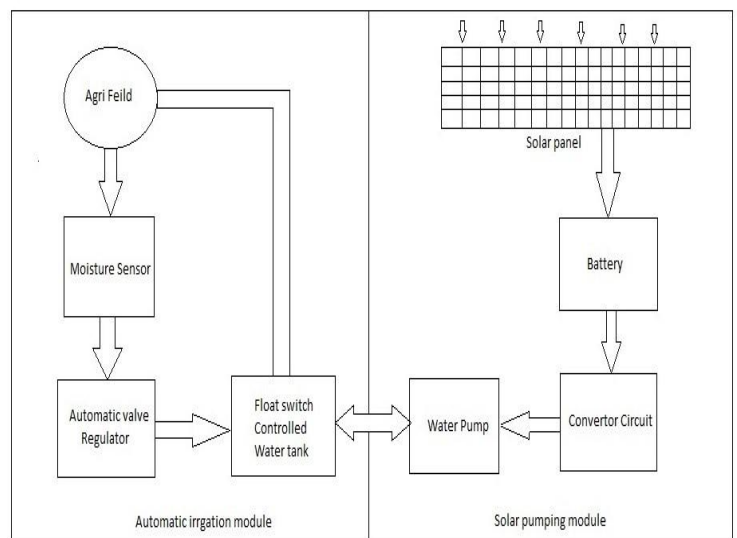 Agri Feild
Solar panel
Moisture Sensor
Battery
Automatic valve
Regulator
Float switch
Controlled
Water tank
Water Pump
Convertor Circuit
Automatic irrgation module
Solar pumping module